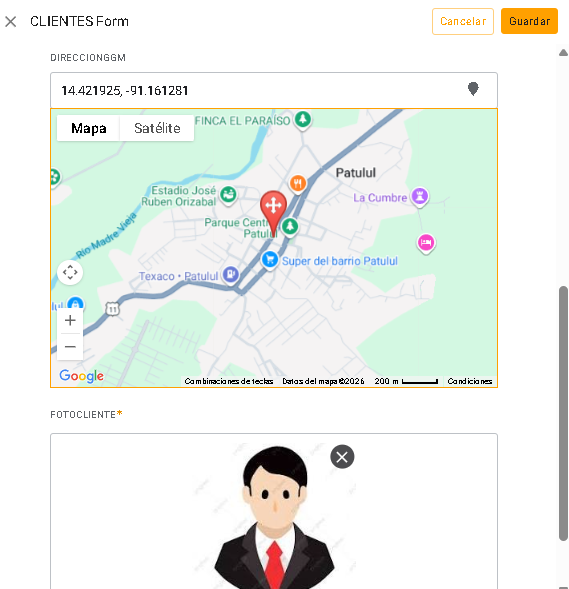 CLIENTES Form
Cancelar
Guardar
DIRECCIONGGM
14.421925, -91.161281
Mapa
Satélite
FINCA EL PARAÍSO
Patulul
Estadio José
Ruben Orizabal
La Cumbre
Parque Cent
Patulul
Rio Madre Vieja
Super del barrio Patulul
Texaco - Patulul
11
Google
Combinaciones de teclas
Datos del mapa ©2026
200 m
Condiciones
FOTOCLIENTE*